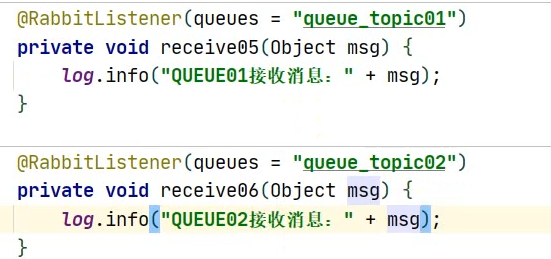 @RabbitListener(queues = "queue_topic01")
private void receive05(Object msg) {
    log.info("QUEUE01接收消息：" + msg);
}
@RabbitListener(queues = "queue_topic02")
private void receive06(Object msg) {
    log.info("QUEUE02接收消息：" + msg);
}